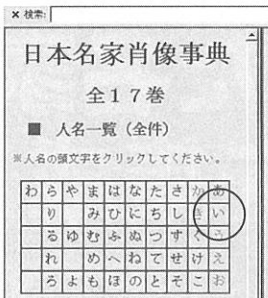 × 検索:
日本名家肖像事典
全17巻
■ 人名一覧（全件）
※人名の頭文字をクリックしてください。
わ ら や ま は な た さ か あ
り み ひ に ち し き い
る ゆ む ふ ぬ つ す く う
れ め へ ね て せ け え
ろ よ も ほ の と そ こ お